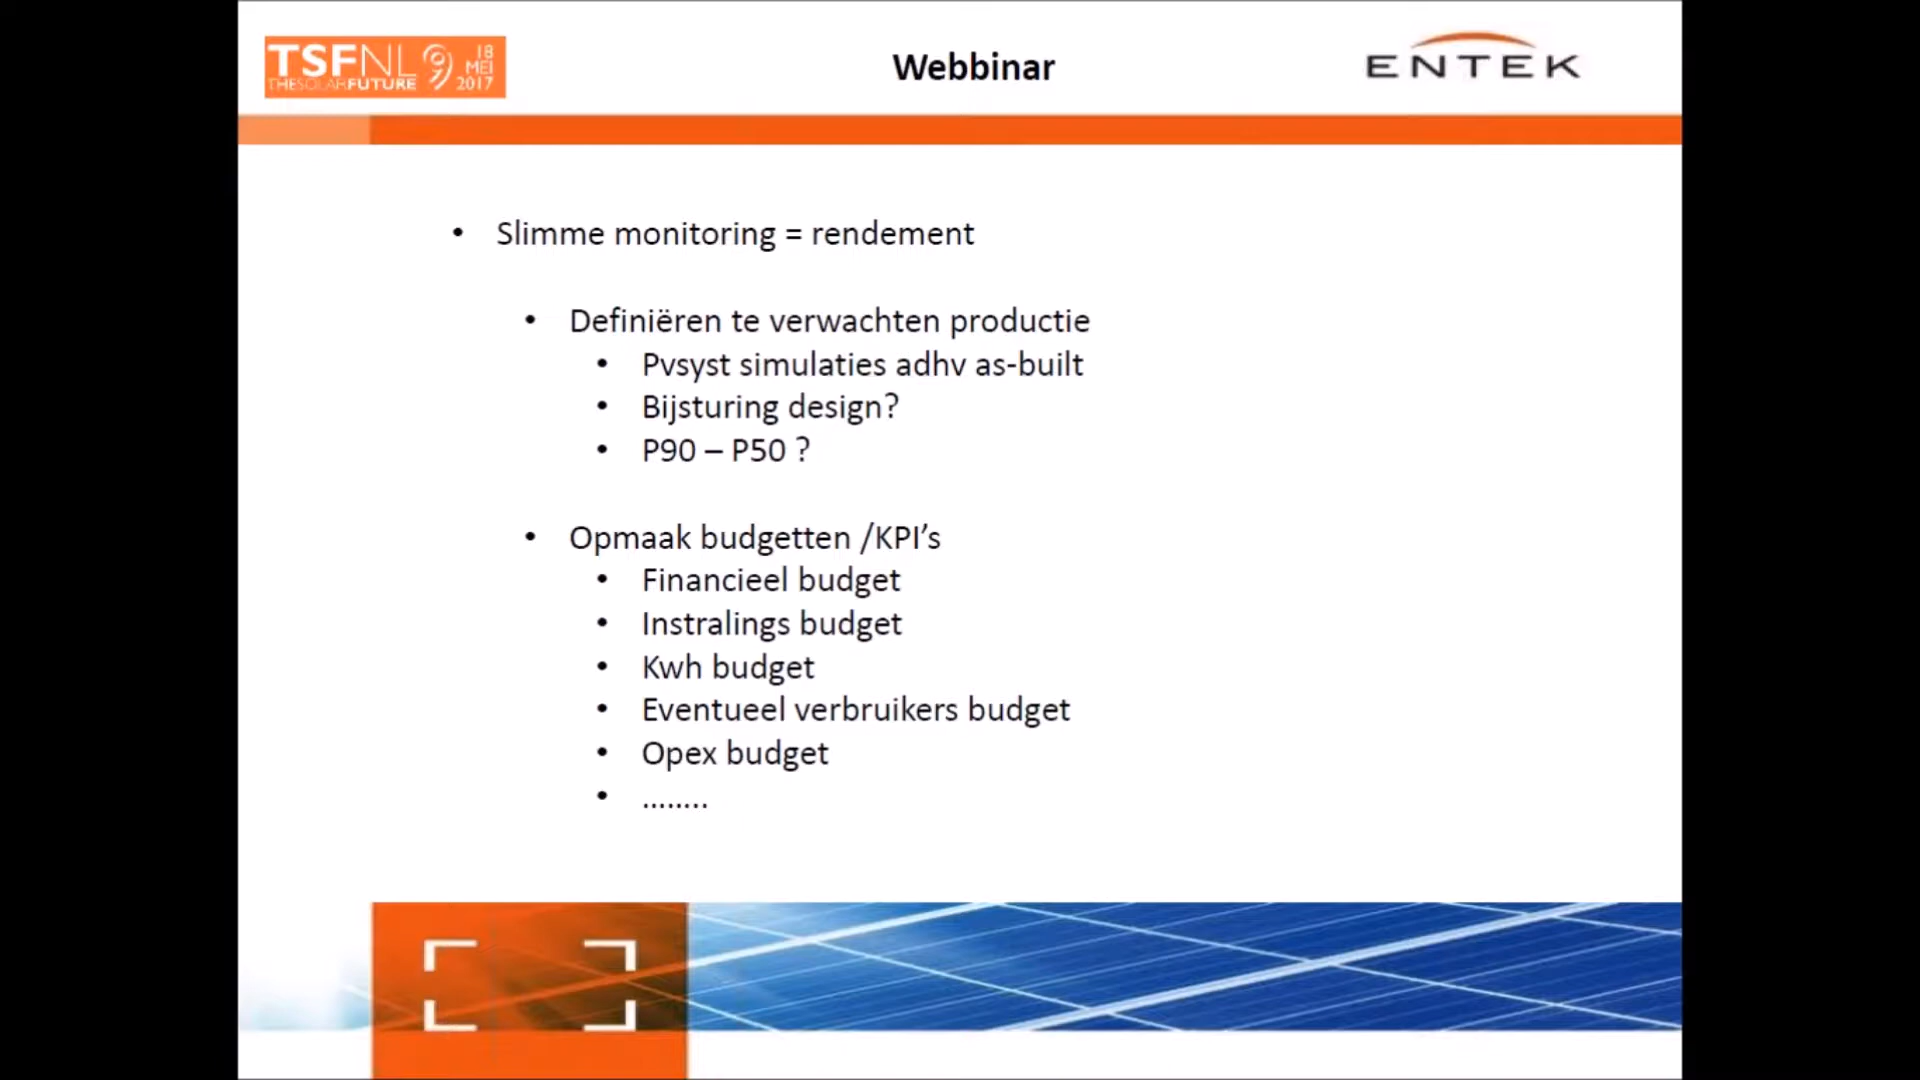 TSFNL 9 18 MEI 2017
THESOLARFUTURE
Webbinar
ENTEK
• Slimme monitoring = rendement
• Definiëren te verwachten productie
• Pvsyst simulaties adhv as-built
• Bijsturing design?
• P90 – P50 ?
• Opmaak budgetten /KPI’s
• Financieel budget
• Instralings budget
• Kwh budget
• Eventueel verbruikers budget
• Opex budget
• ........